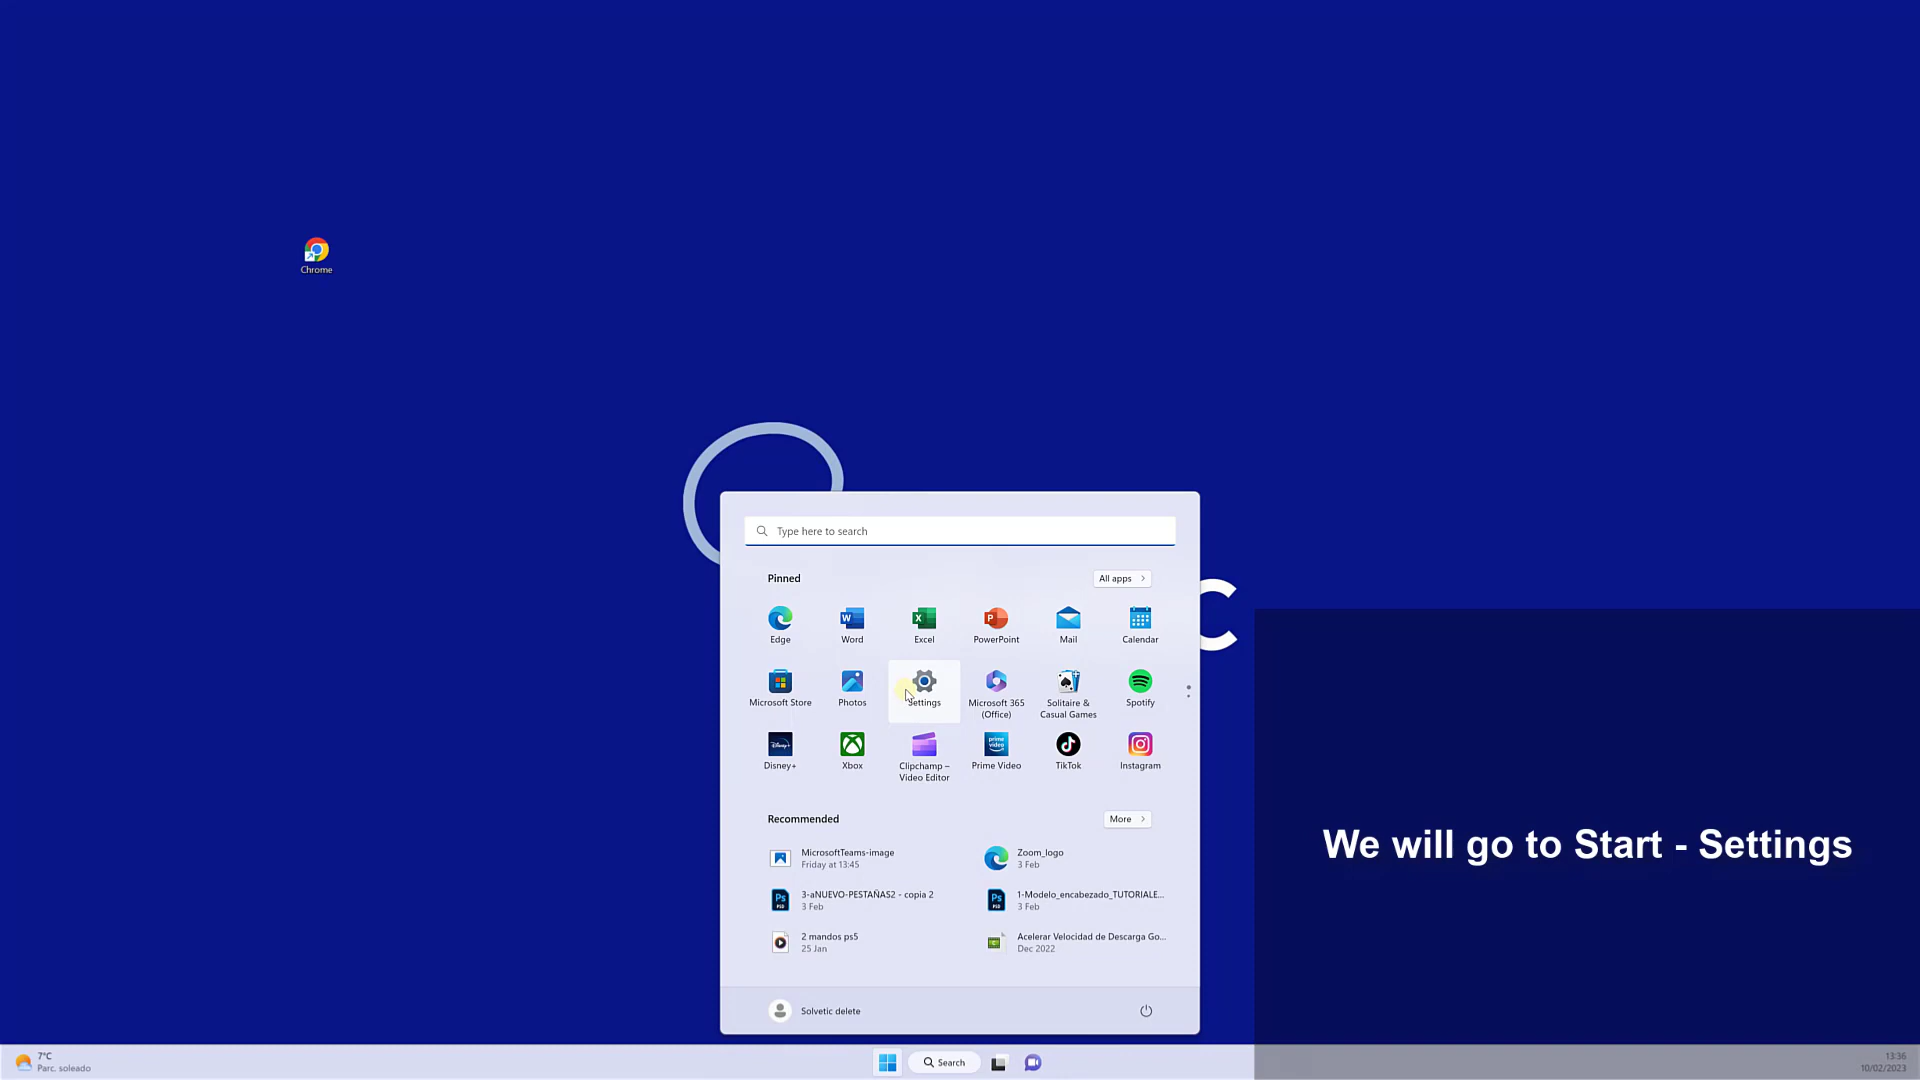 Chrome
C
Type here to search
Pinned
All apps
Edge
Word
Excel
PowerPoint
Mail
Calendar
Microsoft Store
Photos
Settings
Microsoft 365
(Office)
Solitaire &
Casual Games
Spotify
Disney+
Xbox
Clipchamp –
Video Editor
Prime Video
TikTok
Instagram
Recommended
More
MicrosoftTeams-image
Friday at 13:45
Zoom_logo
3 Feb
3-aNUEVO-PESTAÑAS2 - copia 2
3 Feb
1-Modelo_encabezado_TUTORIALE...
3 Feb
2 mandos ps5
25 Jan
Acelerar Velocidad de Descarga Go...
Dec 2022
Solvetic delete
We will go to Start - Settings
7°C
Parc. soleado
Search
13:36
10/02/2023